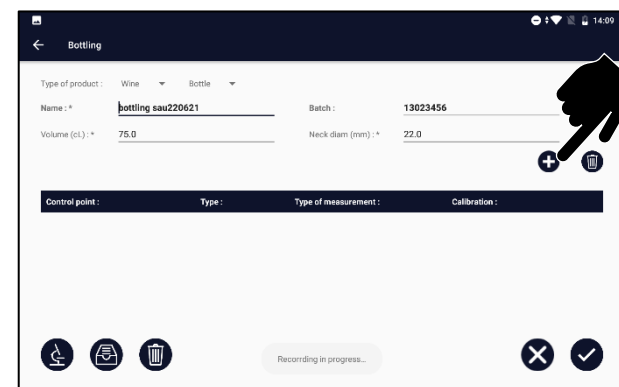 14:09
Bottling
Type of product : Wine Bottle
Name : * bottling sau220621 Batch : 13023456
Volume (cl.) : * 75.0 Neck diam (mm) : * 22.0
Control point : Type : Type of measurement : Calibration :
Recorrding in progress...